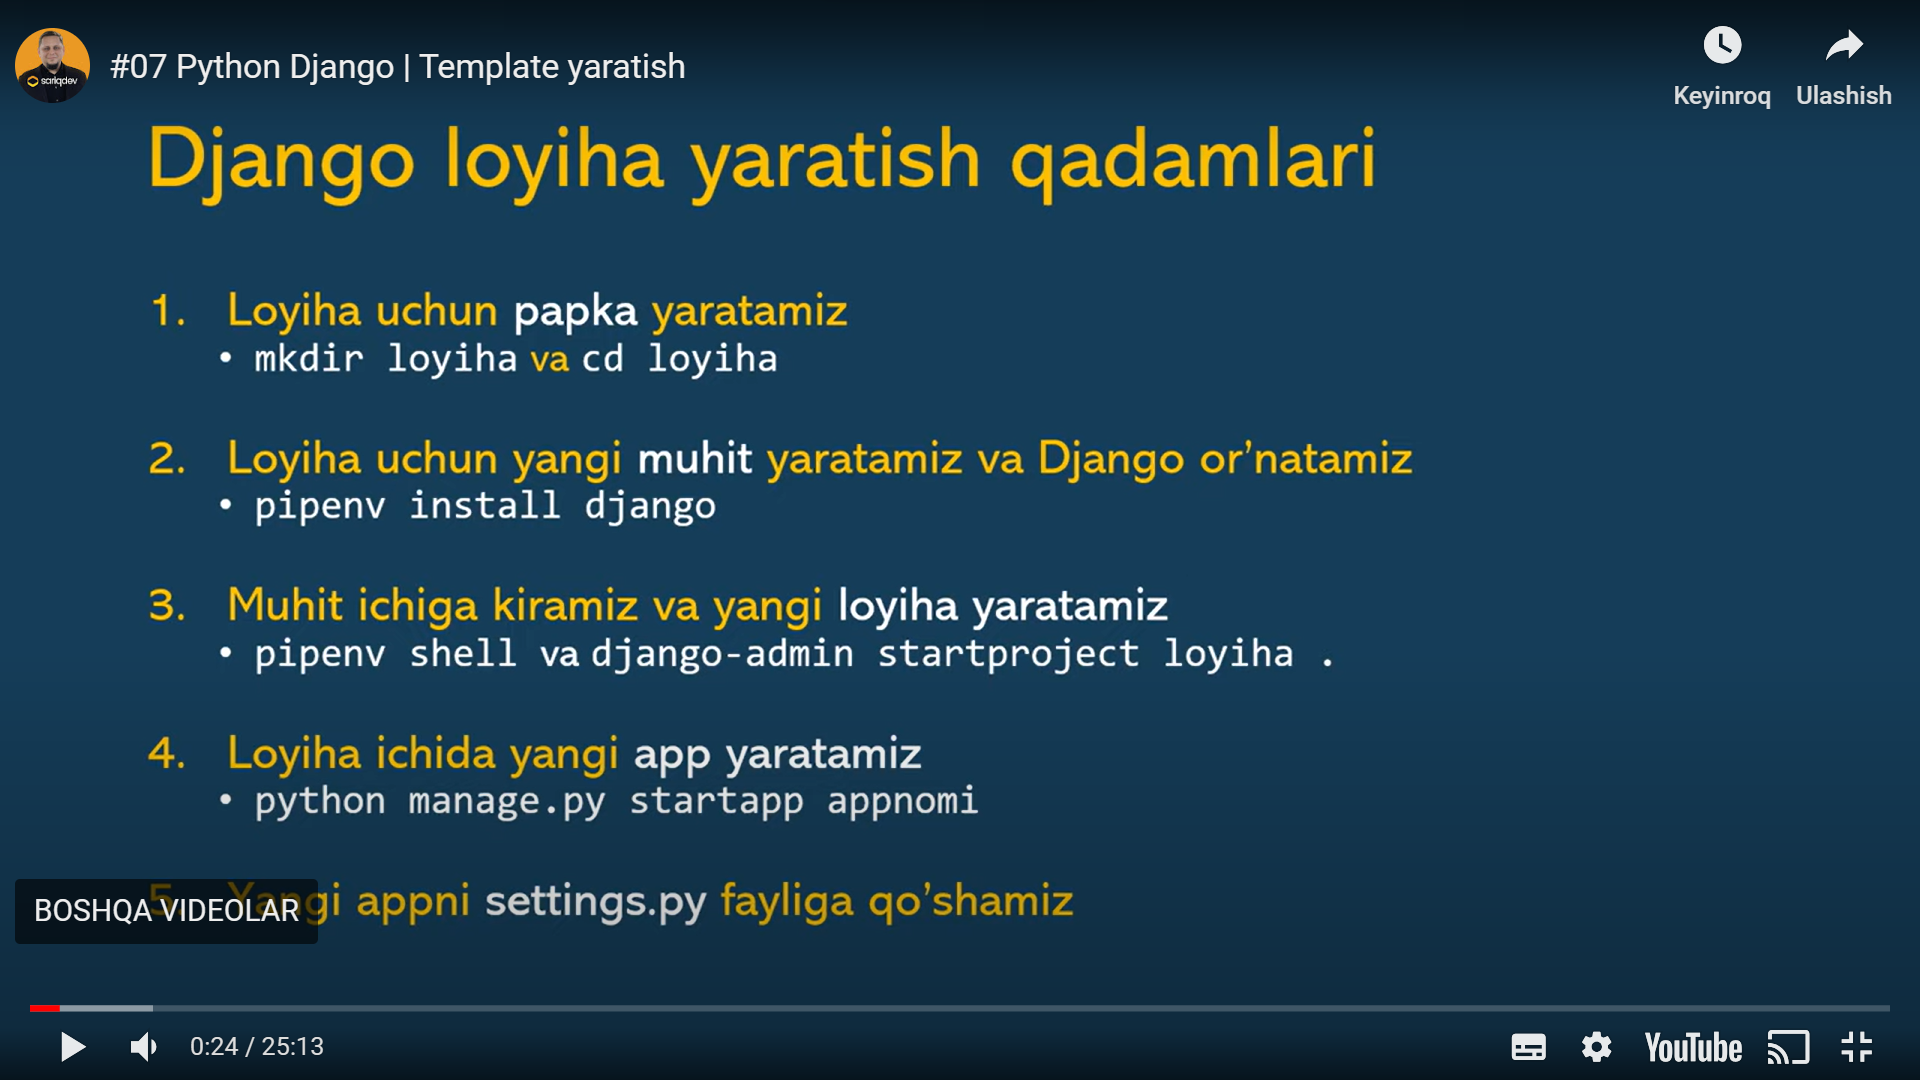 #07 Python Django | Template yaratish
sariqdev
Keyinroq
Ulashish
Django loyiha yaratish qadamlari
1. Loyiha uchun papka yaratamiz
• mkdir loyiha va cd loyiha
2. Loyiha uchun yangi muhit yaratamiz va Django or’natamiz
• pipenv install django
3. Muhit ichiga kiramiz va yangi loyiha yaratamiz
• pipenv shell va django-admin startproject loyiha .
4. Loyiha ichida yangi app yaratamiz
• python manage.py startapp appnomi
5. Yangi appni settings.py fayliga qo’shamiz
BOSHQA VIDEOLAR
0:24 / 25:13
YouTube